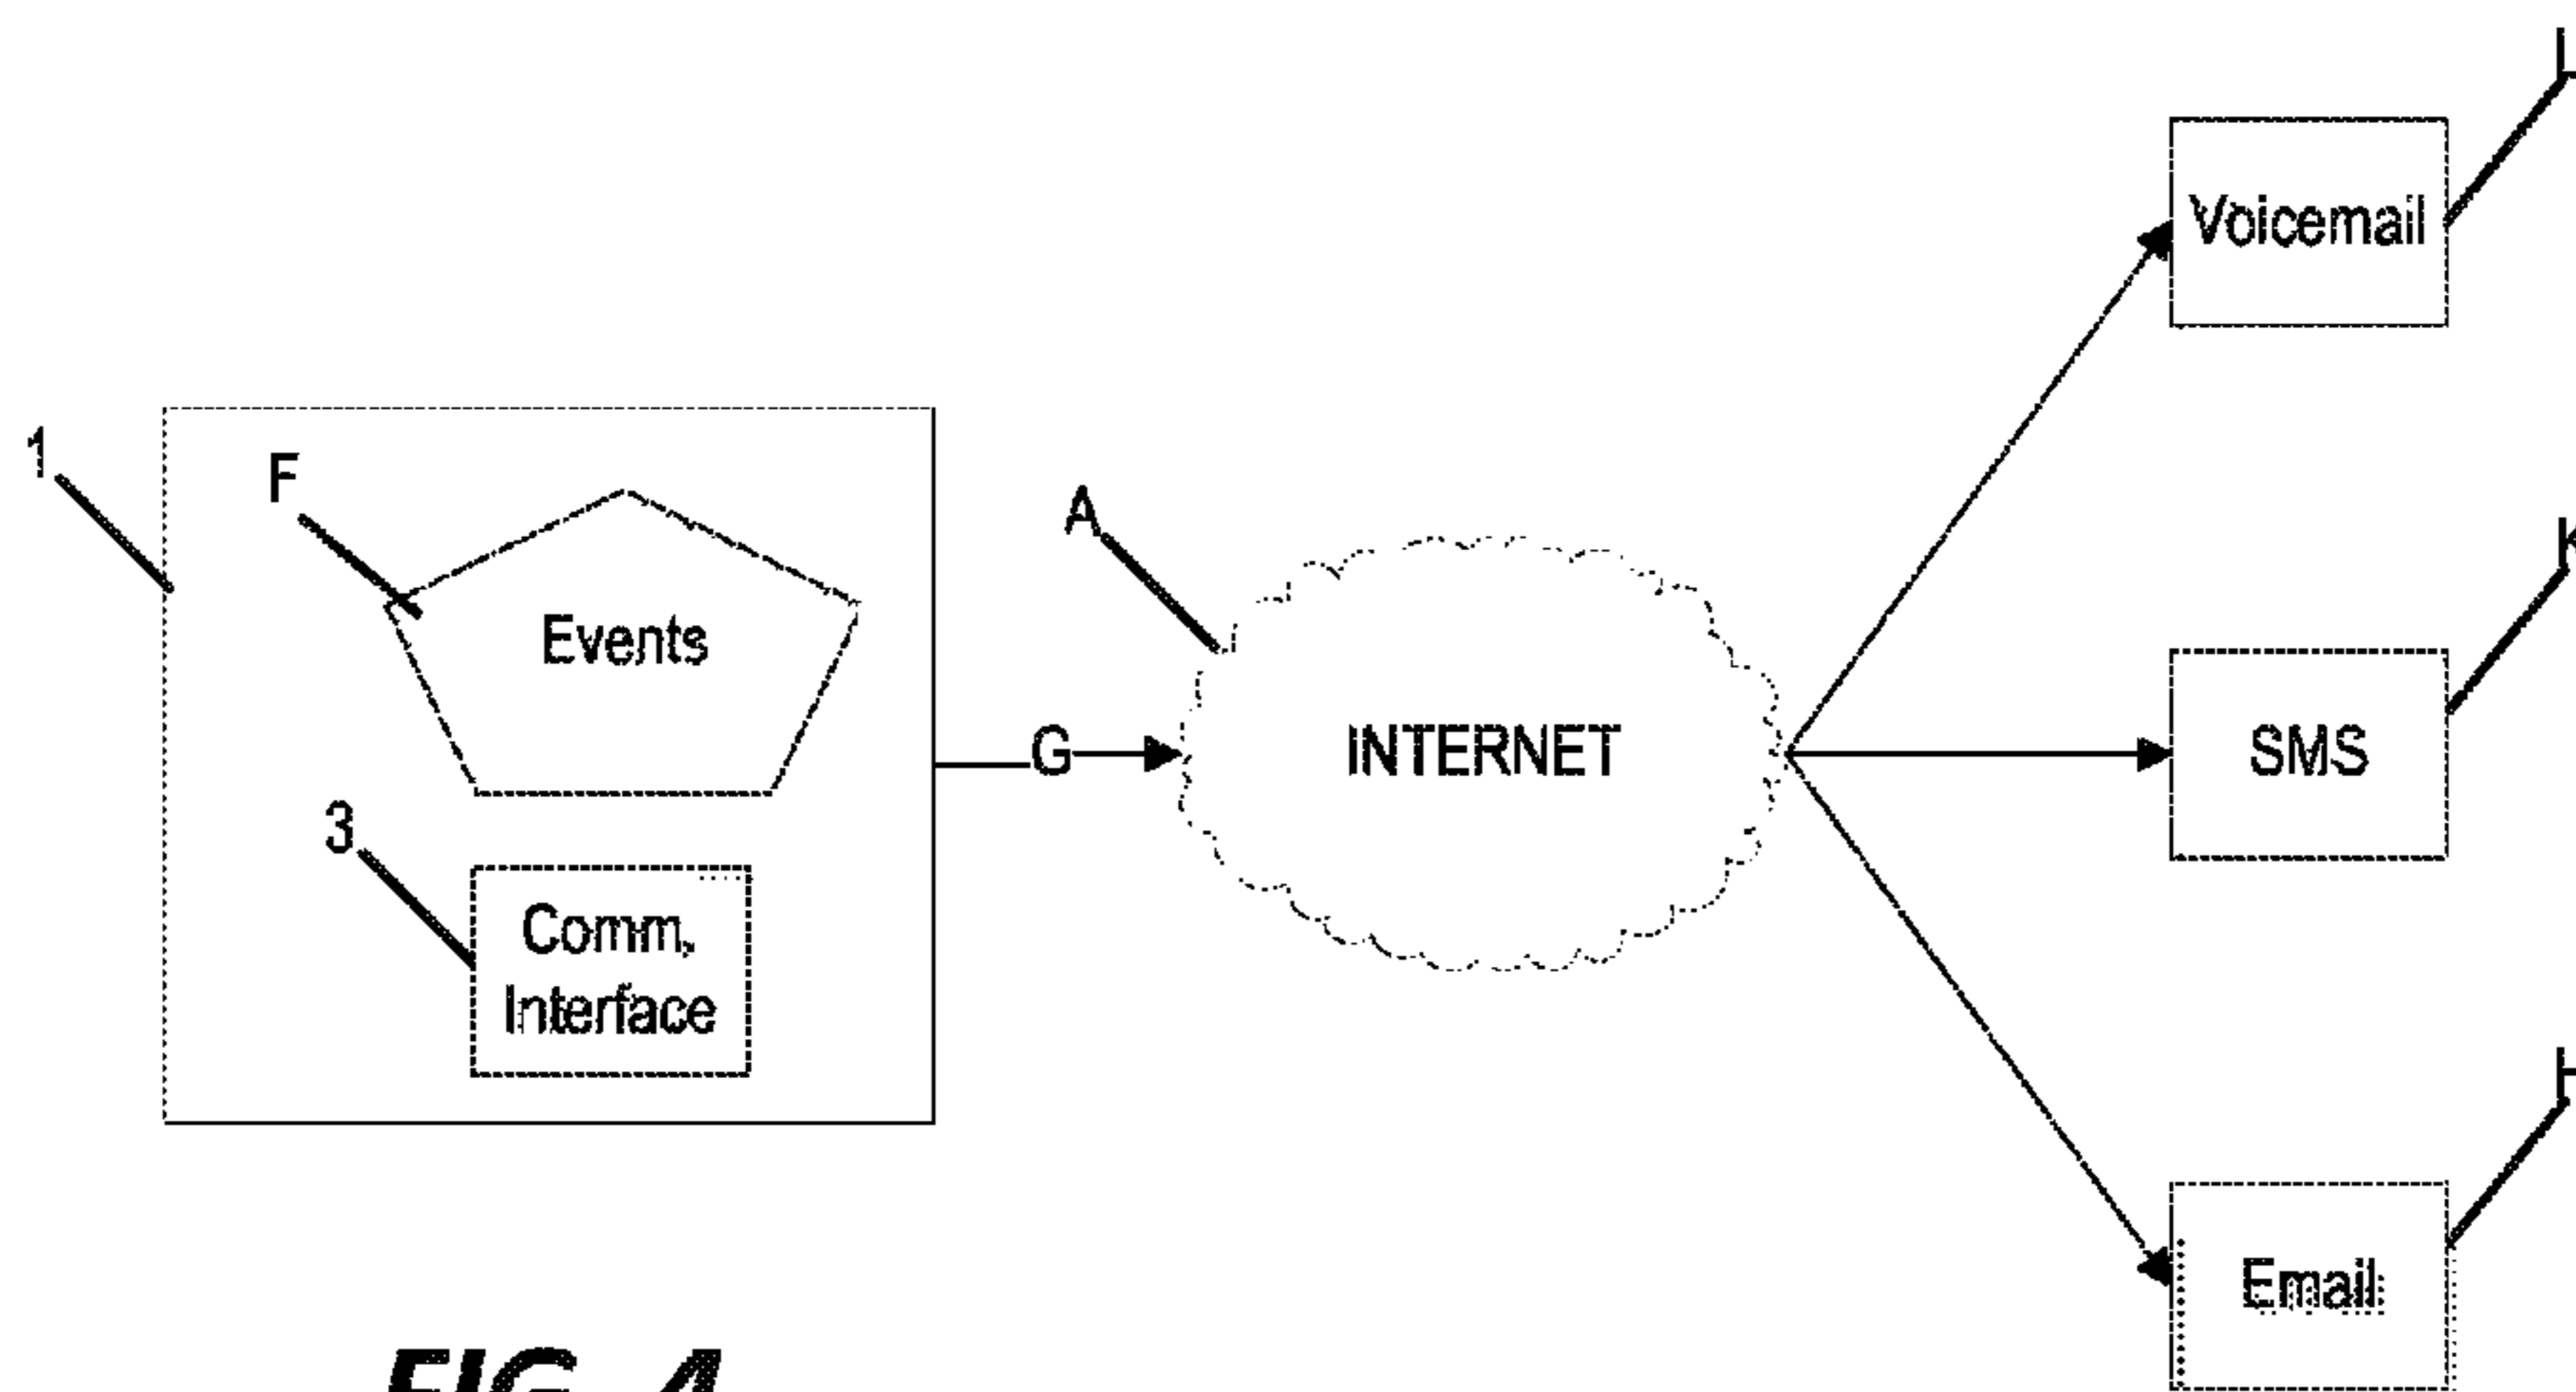 L
Voicemail
1
F
A
K
Events
G
INTERNET
SMS
3
Comm.
Interface
Email
FIG. 4